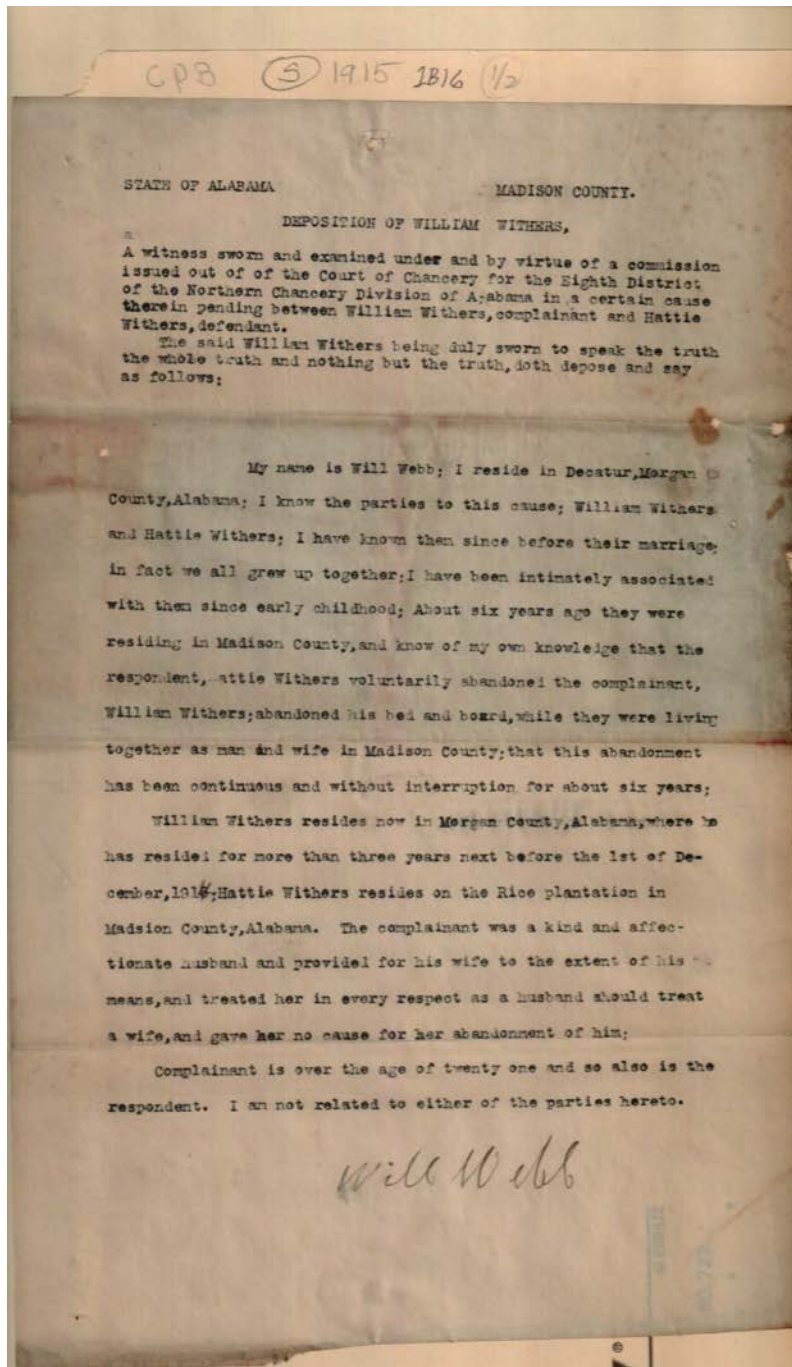 CPB (S) 1915 1B16 (1/2)
STATE OF ALABAMA MADISON COUNTY.
DEPOSITION OF WILLIAM WITHERS,
a
A witness sworn and examined under and by virtue of a commission
issued out of of the Court of Chancery for the Eighth District
of the Northern Chancery Division of Alabama in a certain cause
therein pending between William Withers, complainant and Hattie
Withers, defendant.
The said William Withers being duly sworn to speak the truth
the whole truth and nothing but the truth, doth depose and say
as follows;
My name is Will Webb; I reside in Decatur, Morgan
County, Alabama; I know the parties to this cause; William Withers
and Hattie Withers; I have known them since before their marriage;
in fact we all grew up together; I have been intimately associated
with them since early childhood; About six years ago they were
residing in Madison County, and know of my own knowledge that the
respondent, attie Withers voluntarily abandoned the complainant,
William Withers; abandoned his bed and board, while they were living
together as man and wife in Madison County; that this abandonment
has been continuous and without interruption for about six years;
William Withers resides now in Morgan County, Alabama, where he
has resided for more than three years next before the 1st of De-
cember, 191 ; Hattie Withers resides on the Rice plantation in
Madsion County, Alabama. The complainant was a kind and affec-
tionate husband and provided for his wife to the extent of his
means, and treated her in every respect as a husband should treat
a wife, and gave her no cause for her abandonment of him;
Complainant is over the age of twenty one and so also is the
respondent. I am not related to either of the parties hereto.
Will Webb